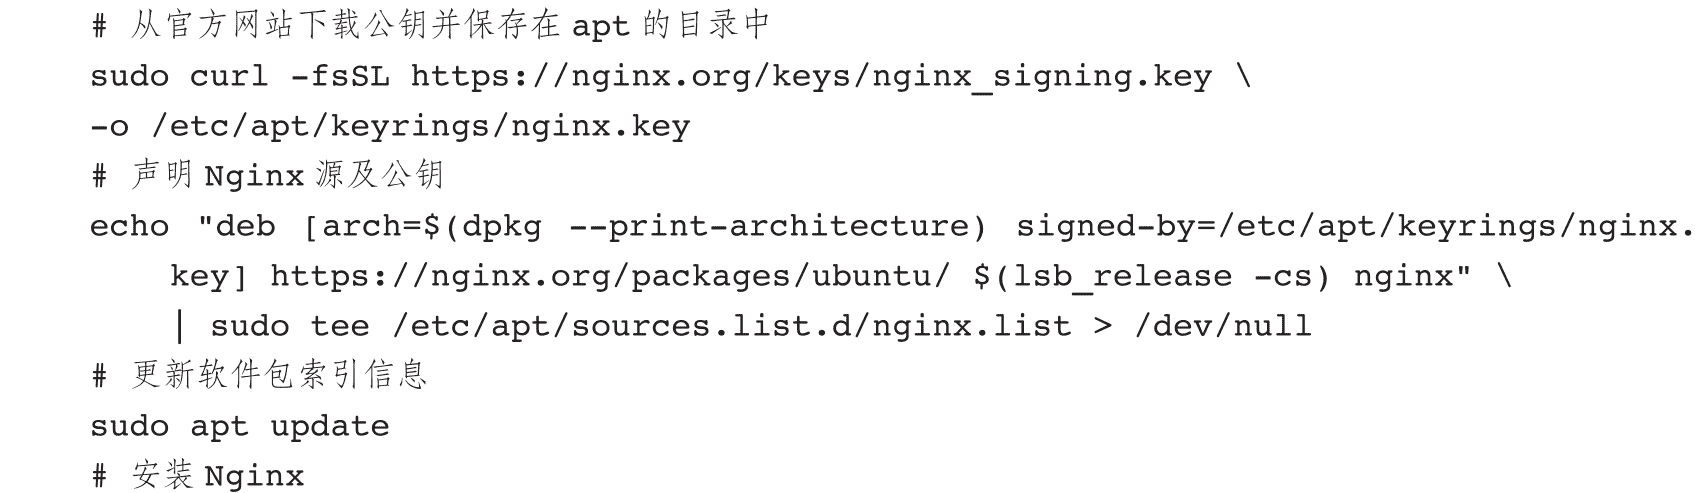 # 从官方网站下载公钥并保存在 apt 的目录中
sudo curl -fsSL https://nginx.org/keys/nginx_signing.key \
-o /etc/apt/keyrings/nginx.key
# 声明 Nginx 源及公钥
echo "deb [arch=$(dpkg --print-architecture) signed-by=/etc/apt/keyrings/nginx.
key] https://nginx.org/packages/ubuntu/ $(lsb_release -cs) nginx" \
| sudo tee /etc/apt/sources.list.d/nginx.list > /dev/null
# 更新软件包索引信息
sudo apt update
# 安装 Nginx